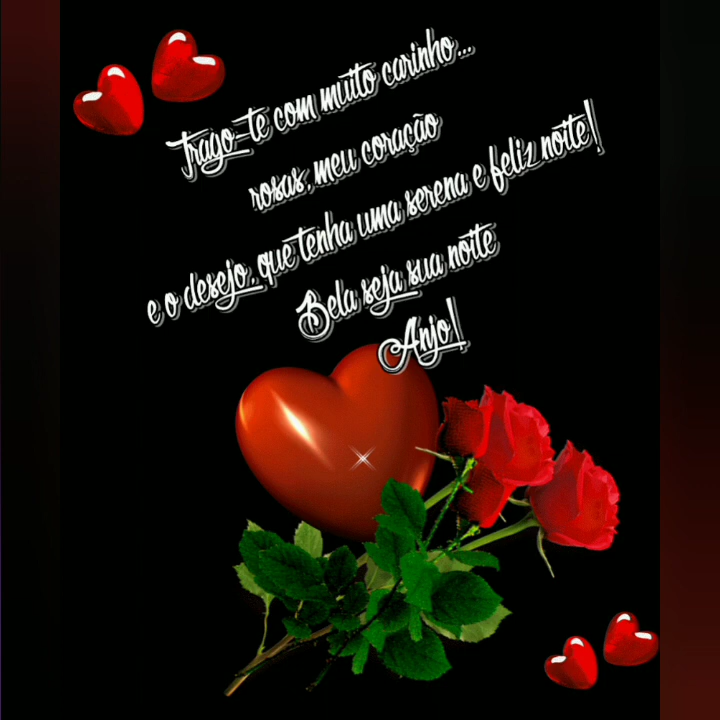 Trago-te com muito carinho...
rosas, meu coração
e o desejo, que tenha uma serena e feliz noite!
Bela seja sua noite
Anjo!